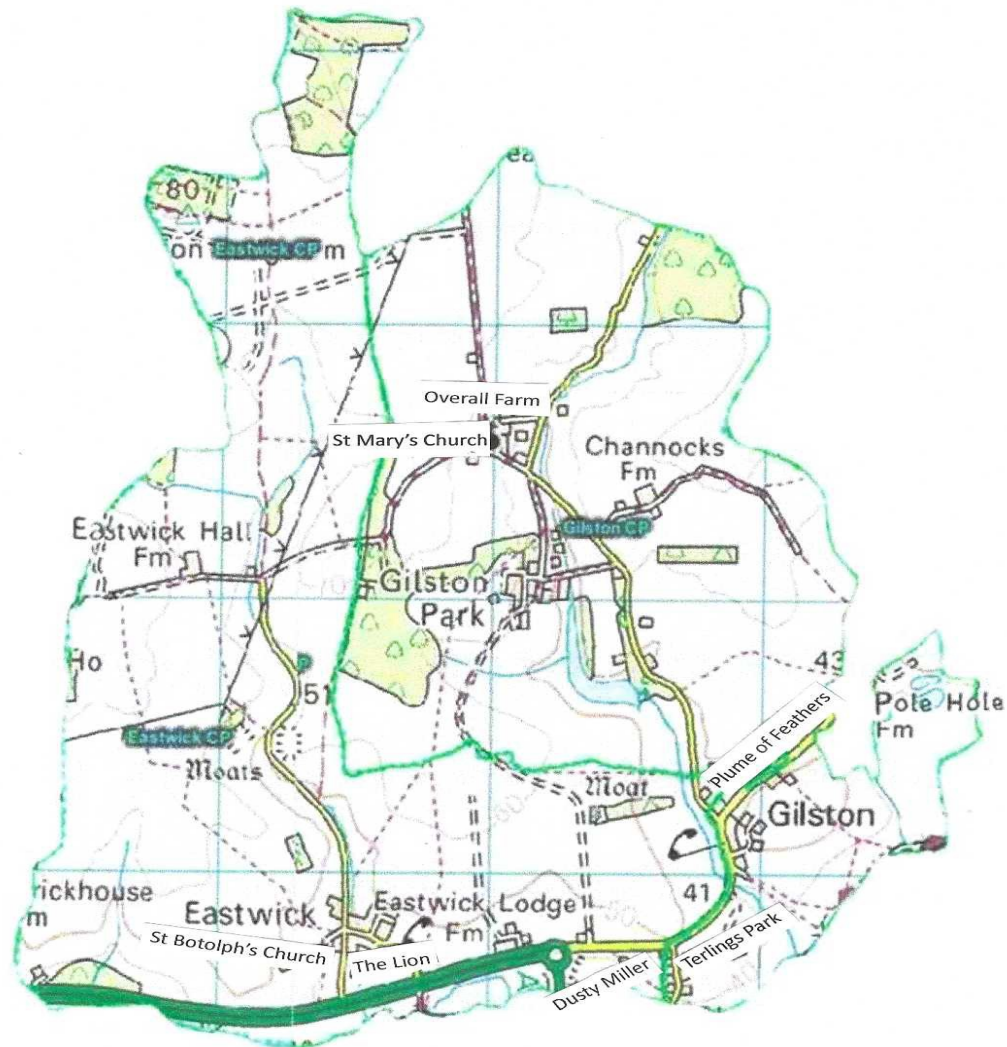 80
on Eastwick CP m
Overall Farm
St Mary's Church
Channocks
Fm
Gilston CP
Eastwick Hall
Fm
Gilston
Park
Ho
51
43
Pole Hole
Fm
Eastwick CP
Moats
Plume of Feathers
Moat
Gilston
rickhouse
m
41
Eastwick
Eastwick Lodge
Fm
St Botolph's Church
The Lion
Dusty Miller
Terlings Park